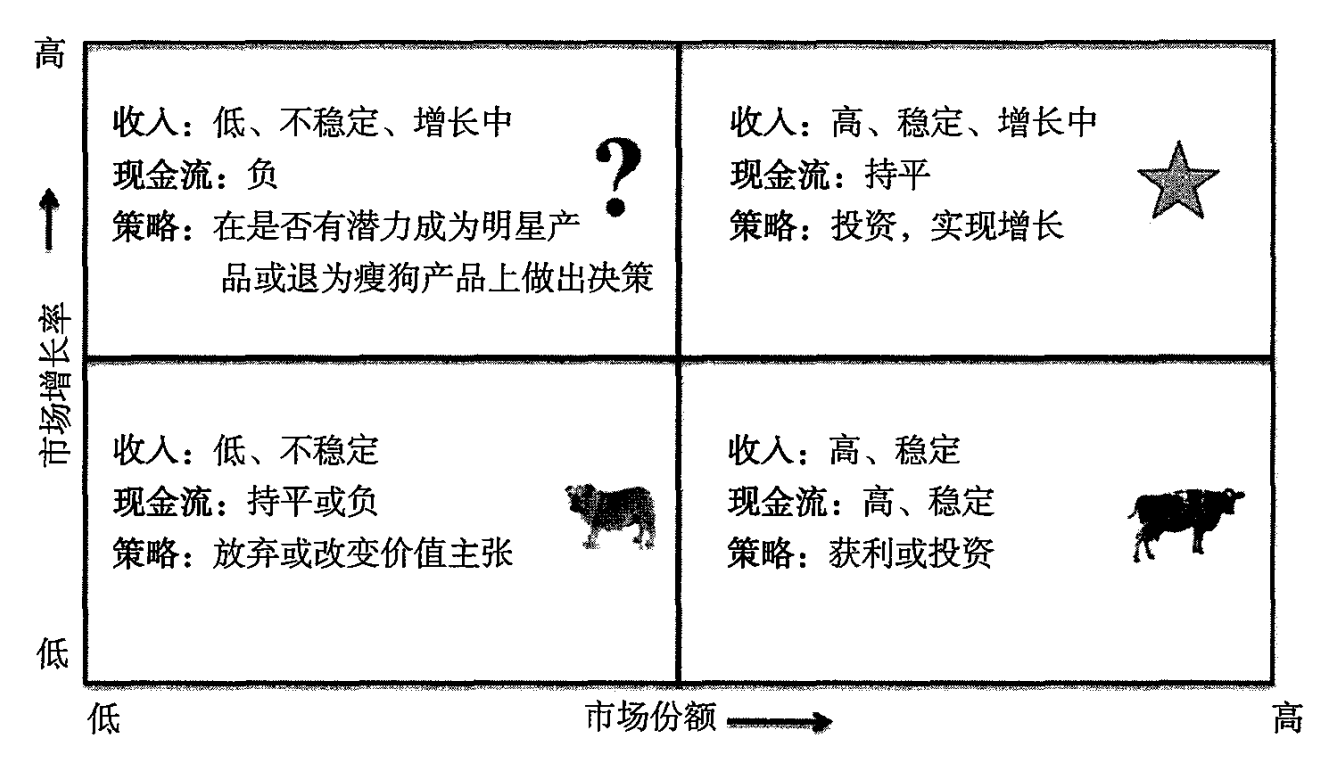 高
收入：低、不稳定、增长中
现金流：负
策略：在是否有潜力成为明星产
品或退为瘦狗产品上做出决策
?
收入：高、稳定、增长中
现金流：持平
策略：投资，实现增长
市场增长率
收入：低、不稳定
现金流：持平或负
策略：放弃或改变价值主张
收入：高、稳定
现金流：高、稳定
策略：获利或投资
低
低
市场份额
高